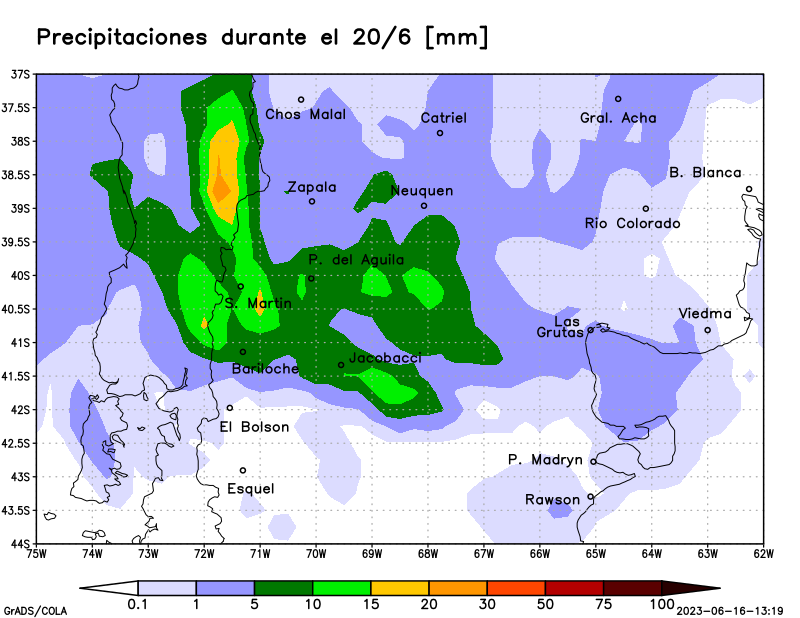 Precipitaciones durante el 20/6 [mm]
37S
37.5S
38S
38.5S
39S
39.5S
40S
40.5S
41S
41.5S
42S
42.5S
43S
43.5S
44S
Chos Malal
Catriel
Gral. Acha
B. Blanca
Zapala
Neuquen
Rio Colorado
P. del Aguila
S. Martin
Viedma
Las
Grutas
Jacobacci
Bariloche
El Bolson
P. Madryn
Esquel
Rawson
75W 74W 73W 72W 71W 70W 69W 68W 67W 66W 65W 64W 63W 62W
0.1 1 5 10 15 20 30 50 75 100
GrADS/COLA
2023-06-16-13:19